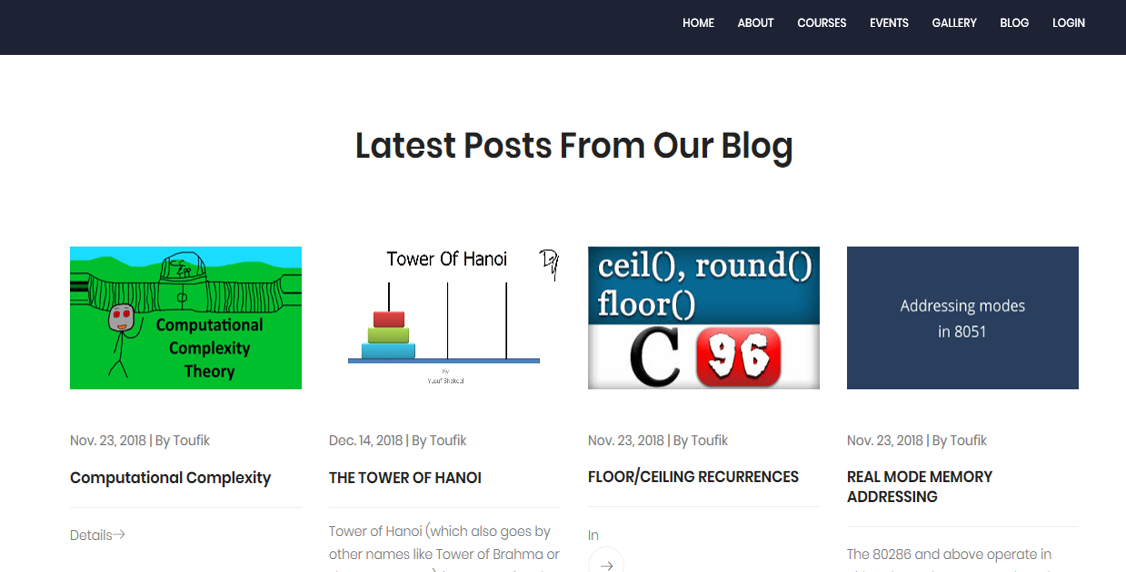 HOME ABOUT COURSES EVENTS GALLERY BLOG LOGIN
Latest Posts From Our Blog
Computational
Complexity
Theory
Tower Of Hanoi
By
Yusuf Shakeel
ceil(), round()
floor()
C 96
Addressing modes
in 8051
Nov. 23, 2018 | By Toufik
Computational Complexity
Details→
Dec. 14, 2018 | By Toufik
THE TOWER OF HANOI
Tower of Hanoi (which also goes by
other names like Tower of Brahma or
Nov. 23, 2018 | By Toufik
FLOOR/CEILING RECURRENCES
In
→
Nov. 23, 2018 | By Toufik
REAL MODE MEMORY
ADDRESSING
The 80286 and above operate in